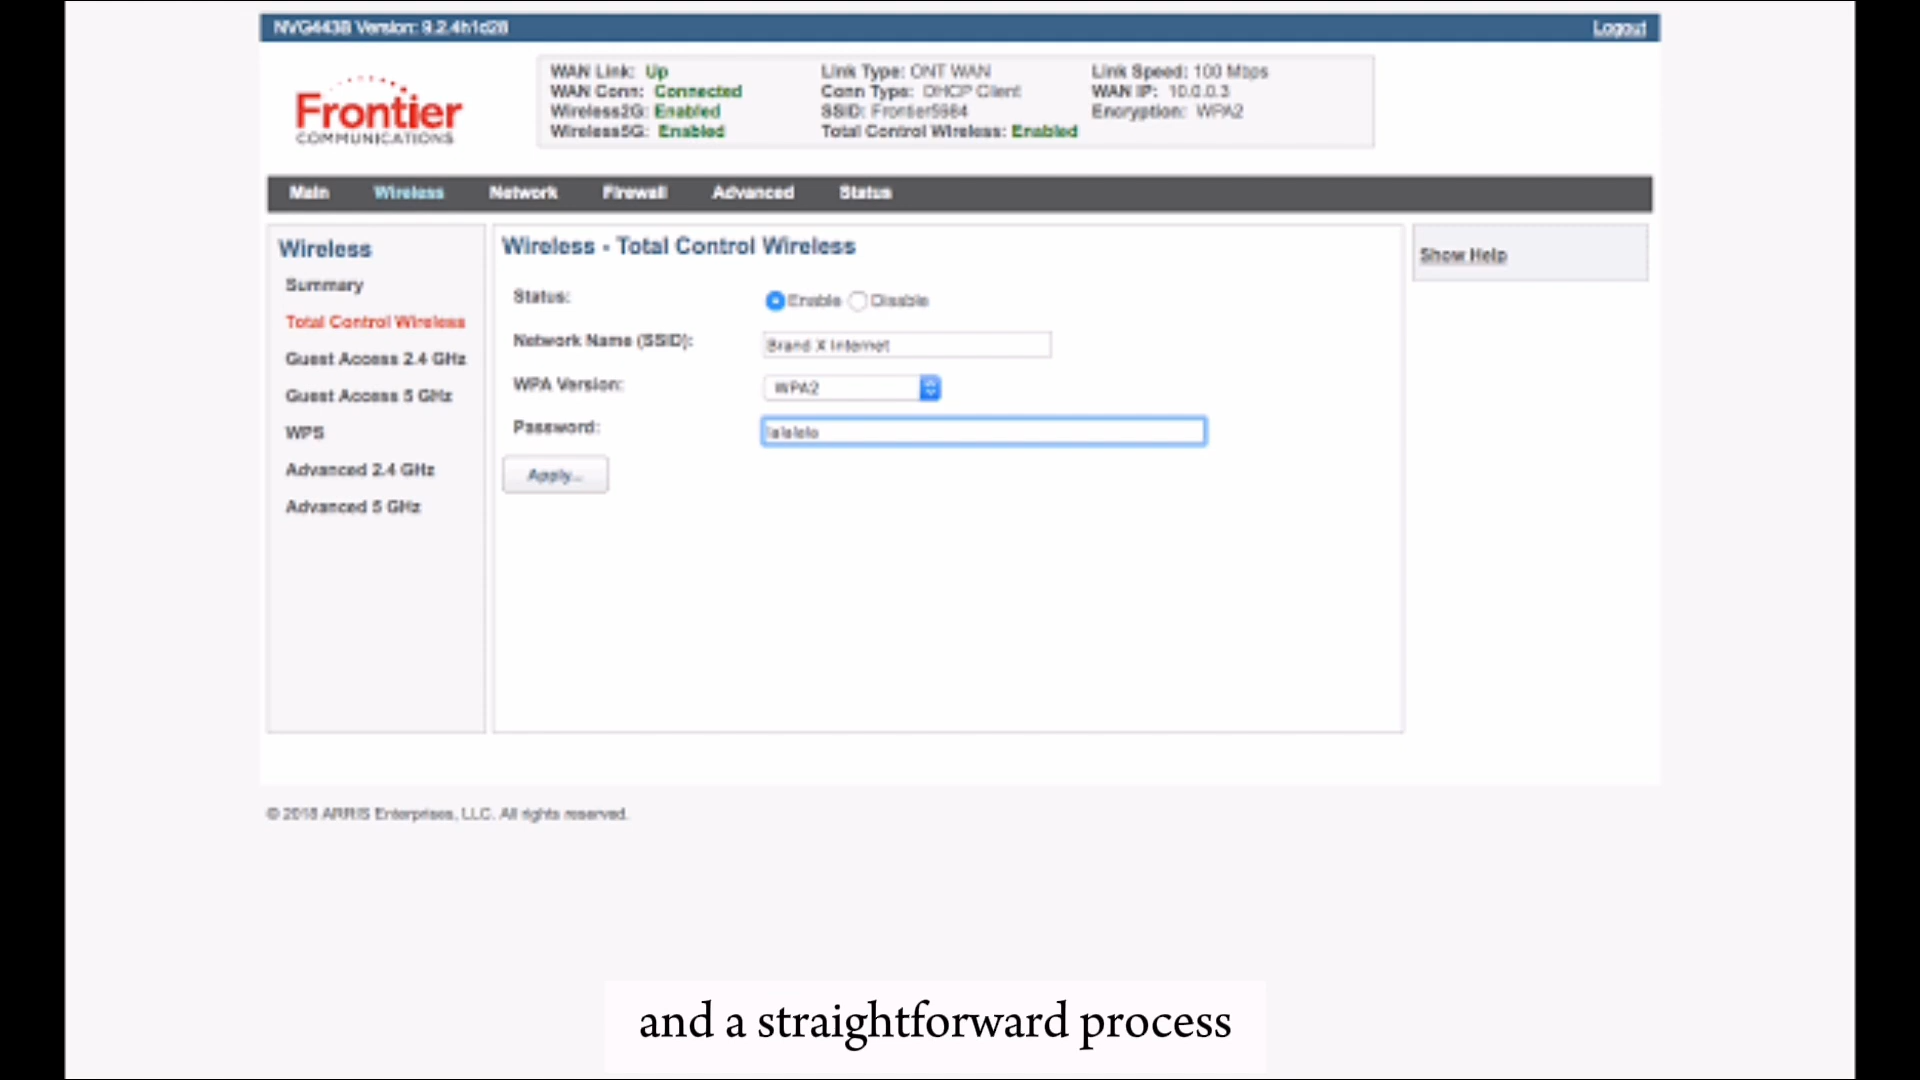 NVG443B Version: 9.2.4h1d28
Logout
Frontier
COMMUNICATIONS
WAN Link: Up
WAN Conn: Connected
Wireless2G: Enabled
Wireless5G: Enabled
Link Type: ONT WAN
Conn Type: DHCP Client
SSID: Frontier5984
Total Control Wireless: Enabled
Link Speed: 100 Mbps
WAN IP: 10.0.0.3
Encryption: WPA2
Main Wireless Network Firewall Advanced Status
Wireless
Summary
Total Control Wireless
Guest Access 2.4 GHz
Guest Access 5 GHz
WPS
Advanced 2.4 GHz
Advanced 5 GHz
Wireless - Total Control Wireless
Status: Enable Disable
Network Name (SSID): Brand X Internet
WPA Version: WPA2
Password:
Apply...
Show Help
© 2018 ARRIS Enterprises, LLC. All rights reserved.
and a straightforward process